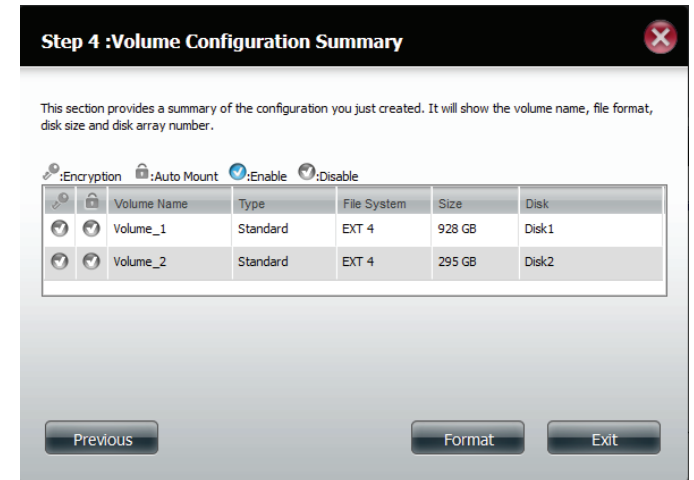 Step 4 :Volume Configuration Summary
This section provides a summary of the configuration you just created. It will show the volume name, file format,
disk size and disk array number.
:Encryption :Auto Mount :Enable :Disable
Volume Name Type File System Size Disk
Volume_1 Standard EXT 4 928 GB Disk1
Volume_2 Standard EXT 4 295 GB Disk2
Previous Format Exit